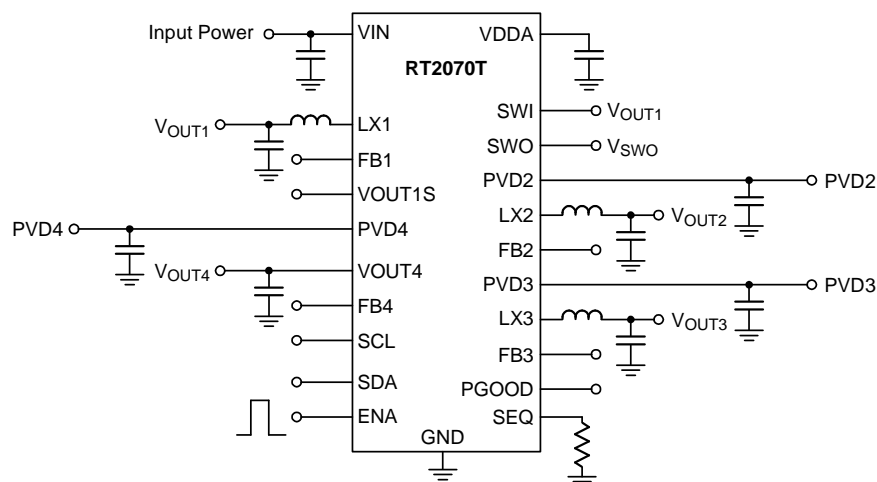 Input Power
VIN
VDDA
RT2070T
VOUT1
LX1
SWI
VOUT1
FB1
SWO
VSWO
VOUT1S
PVD2
PVD2
PVD4
PVD4
LX2
VOUT2
FB2
VOUT4
VOUT4
PVD3
PVD3
FB4
LX3
VOUT3
SCL
FB3
SDA
PGOOD
ENA
SEQ
GND